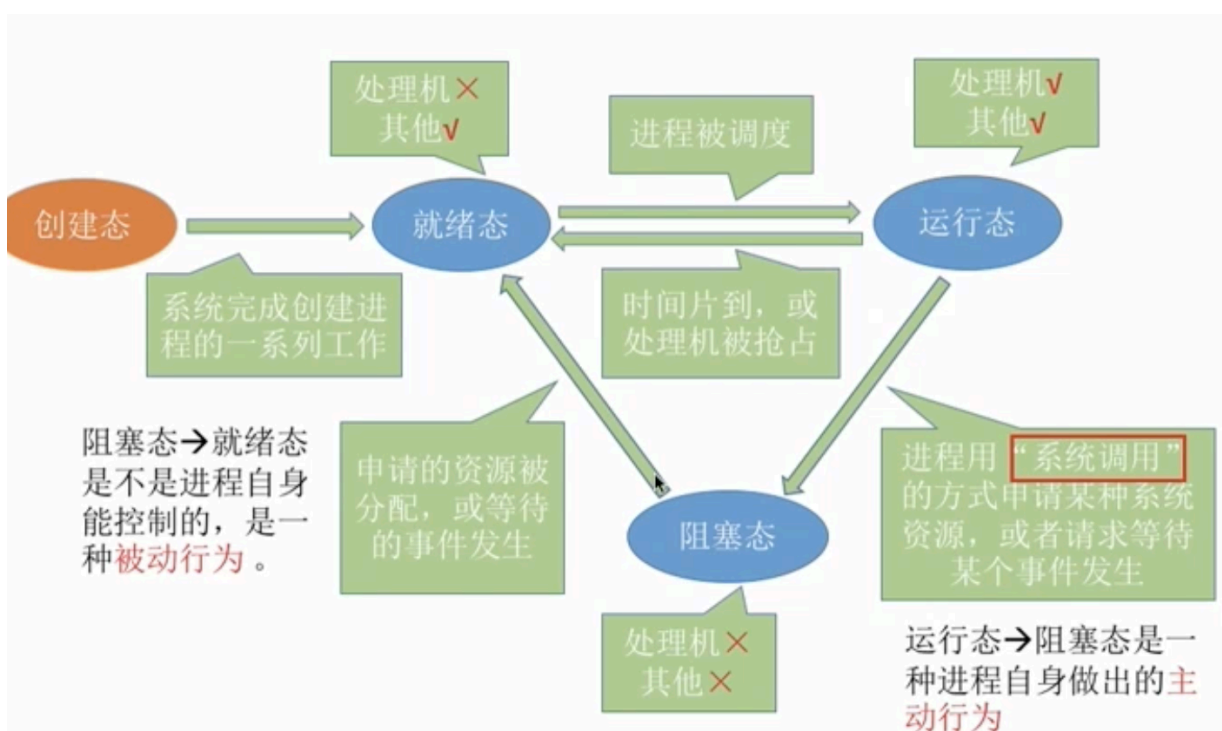 处理机×
其他√
进程被调度
处理机√
其他√
创建态
就绪态
运行态
系统完成创建进
程的一系列工作
时间片到，或
处理机被抢占
阻塞态→就绪态
是不是进程自身
能控制的，是一
种被动行为。
申请的资源被
分配，或等待
的事件发生
阻塞态
进程用“系统调用”
的方式申请某种系统
资源，或者请求等待
某个事件发生
处理机×
其他×
运行态→阻塞态是一
种进程自身做出的主
动行为